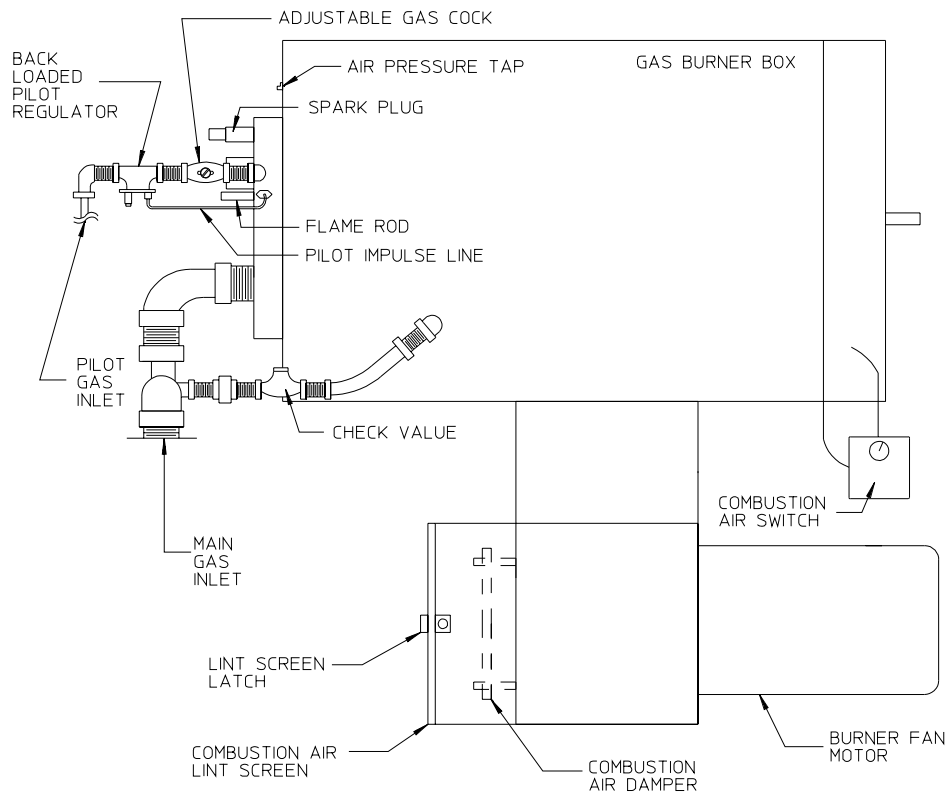 ADJUSTABLE GAS COCK
BACK
LOADED
PILOT
REGULATOR
AIR PRESSURE TAP
GAS BURNER BOX
SPARK PLUG
FLAME ROD
PILOT IMPULSE LINE
PILOT
GAS
INLET
CHECK VALUE
COMBUSTION
AIR SWITCH
MAIN
GAS
INLET
LINT SCREEN
LATCH
COMBUSTION AIR
LINT SCREEN
COMBUSTION
AIR DAMPER
BURNER FAN
MOTOR